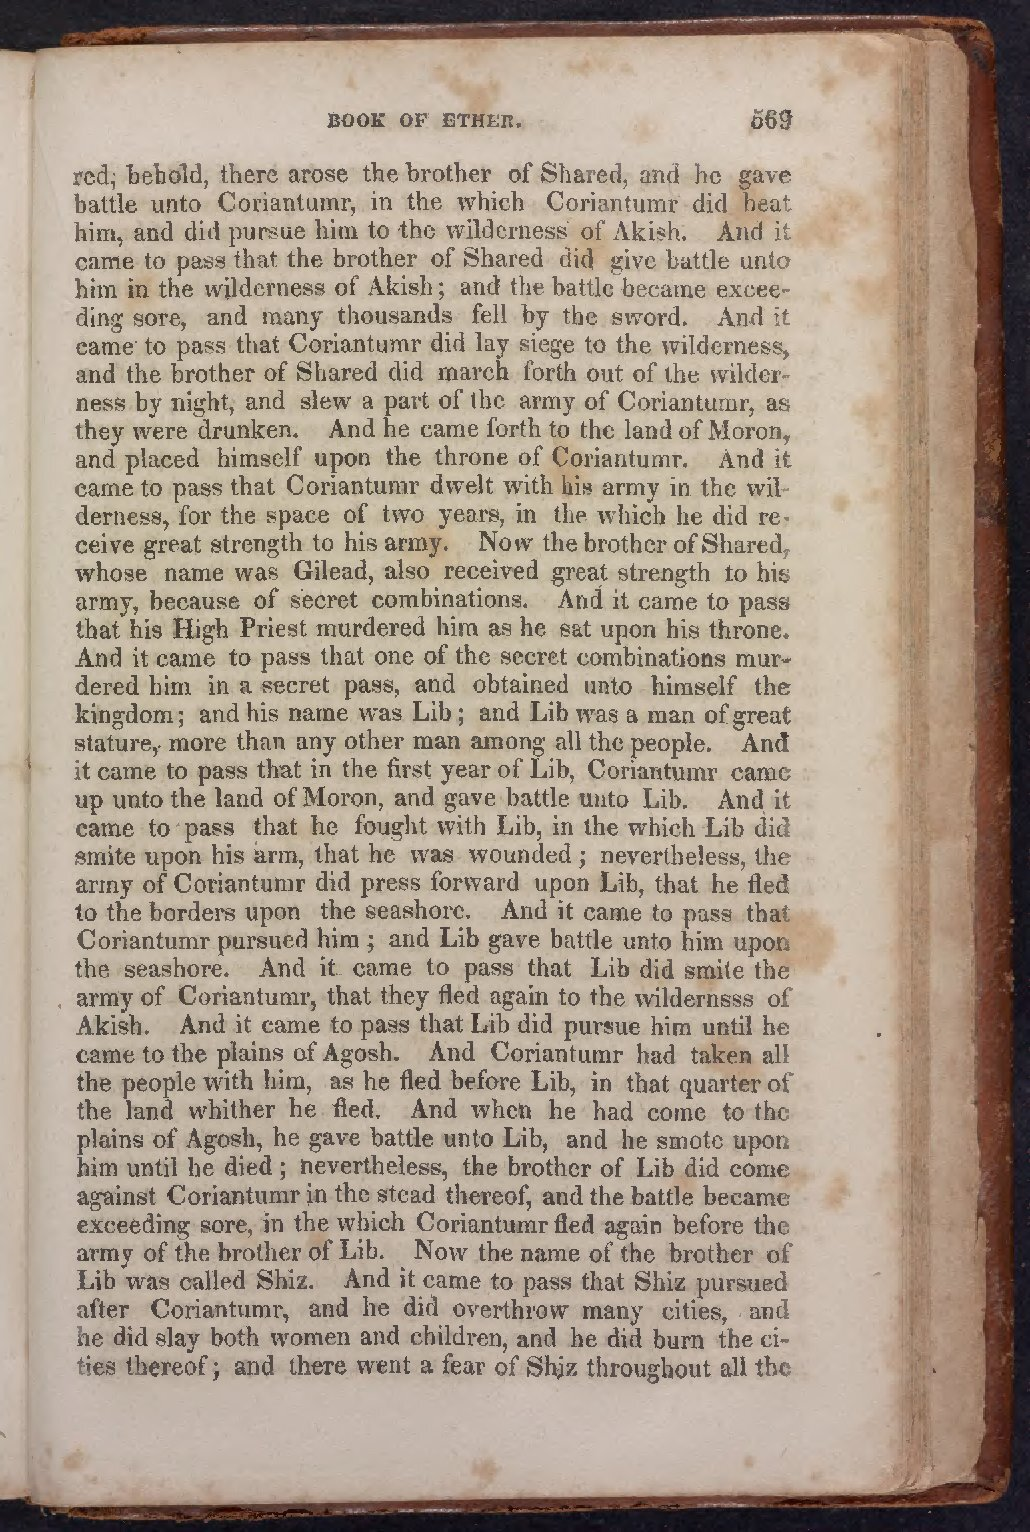 BOOK OF ETHER. 569
red; behold, there arose the brother of Shared, and he gave
battle unto Coriantumr, in the which Coriantumr did beat
him, and did pursue him to the wilderness of Akish. And it
came to pass that the brother of Shared did give battle unto
him in the wilderness of Akish; and the battle became excee-
ding sore, and many thousands fell by the sword. And it
came to pass that Coriantumr did lay siege to the wilderness,
and the brother of Shared did march forth out of the wilder-
ness by night, and slew a part of the army of Coriantumr, as
they were drunken. And he came forth to the land of Moron,
and placed himself upon the throne of Coriantumr. And it
came to pass that Coriantumr dwelt with his army in the wil-
derness, for the space of two years, in the which he did re-
ceive great strength to his army. Now the brother of Shared,
whose name was Gilead, also received great strength to his
army, because of secret combinations. And it came to pass
that his High Priest murdered him as he sat upon his throne.
And it came to pass that one of the secret combinations mur-
dered him in a secret pass, and obtained unto himself the
kingdom; and his name was Lib; and Lib was a man of great
stature, more than any other man among all the people. And
it came to pass that in the first year of Lib, Coriantumr came
up unto the land of Moron, and gave battle unto Lib. And it
came to pass that he fought with Lib, in the which Lib did
smite upon his arm, that he was wounded; nevertheless, the
army of Coriantumr did press forward upon Lib, that he fled
to the borders upon the seashore. And it came to pass that
Coriantumr pursued him; and Lib gave battle unto him upon
the seashore. And it came to pass that Lib did smite the
army of Coriantumr, that they fled again to the wildernsss of
Akish. And it came to pass that Lib did pursue him until he
came to the plains of Agosh. And Coriantumr had taken all
the people with him, as he fled before Lib, in that quarter of
the land whither he fled. And when he had come to the
plains of Agosh, he gave battle unto Lib, and he smote upon
him until he died; nevertheless, the brother of Lib did come
against Coriantumr in the stead thereof, and the battle became
exceeding sore, in the which Coriantumr fled again before the
army of the brother of Lib. Now the name of the brother of
Lib was called Shiz. And it came to pass that Shiz pursued
after Coriantumr, and he did overthrow many cities, and
he did slay both women and children, and he did burn the ci-
ties thereof; and there went a fear of Shiz throughout all the